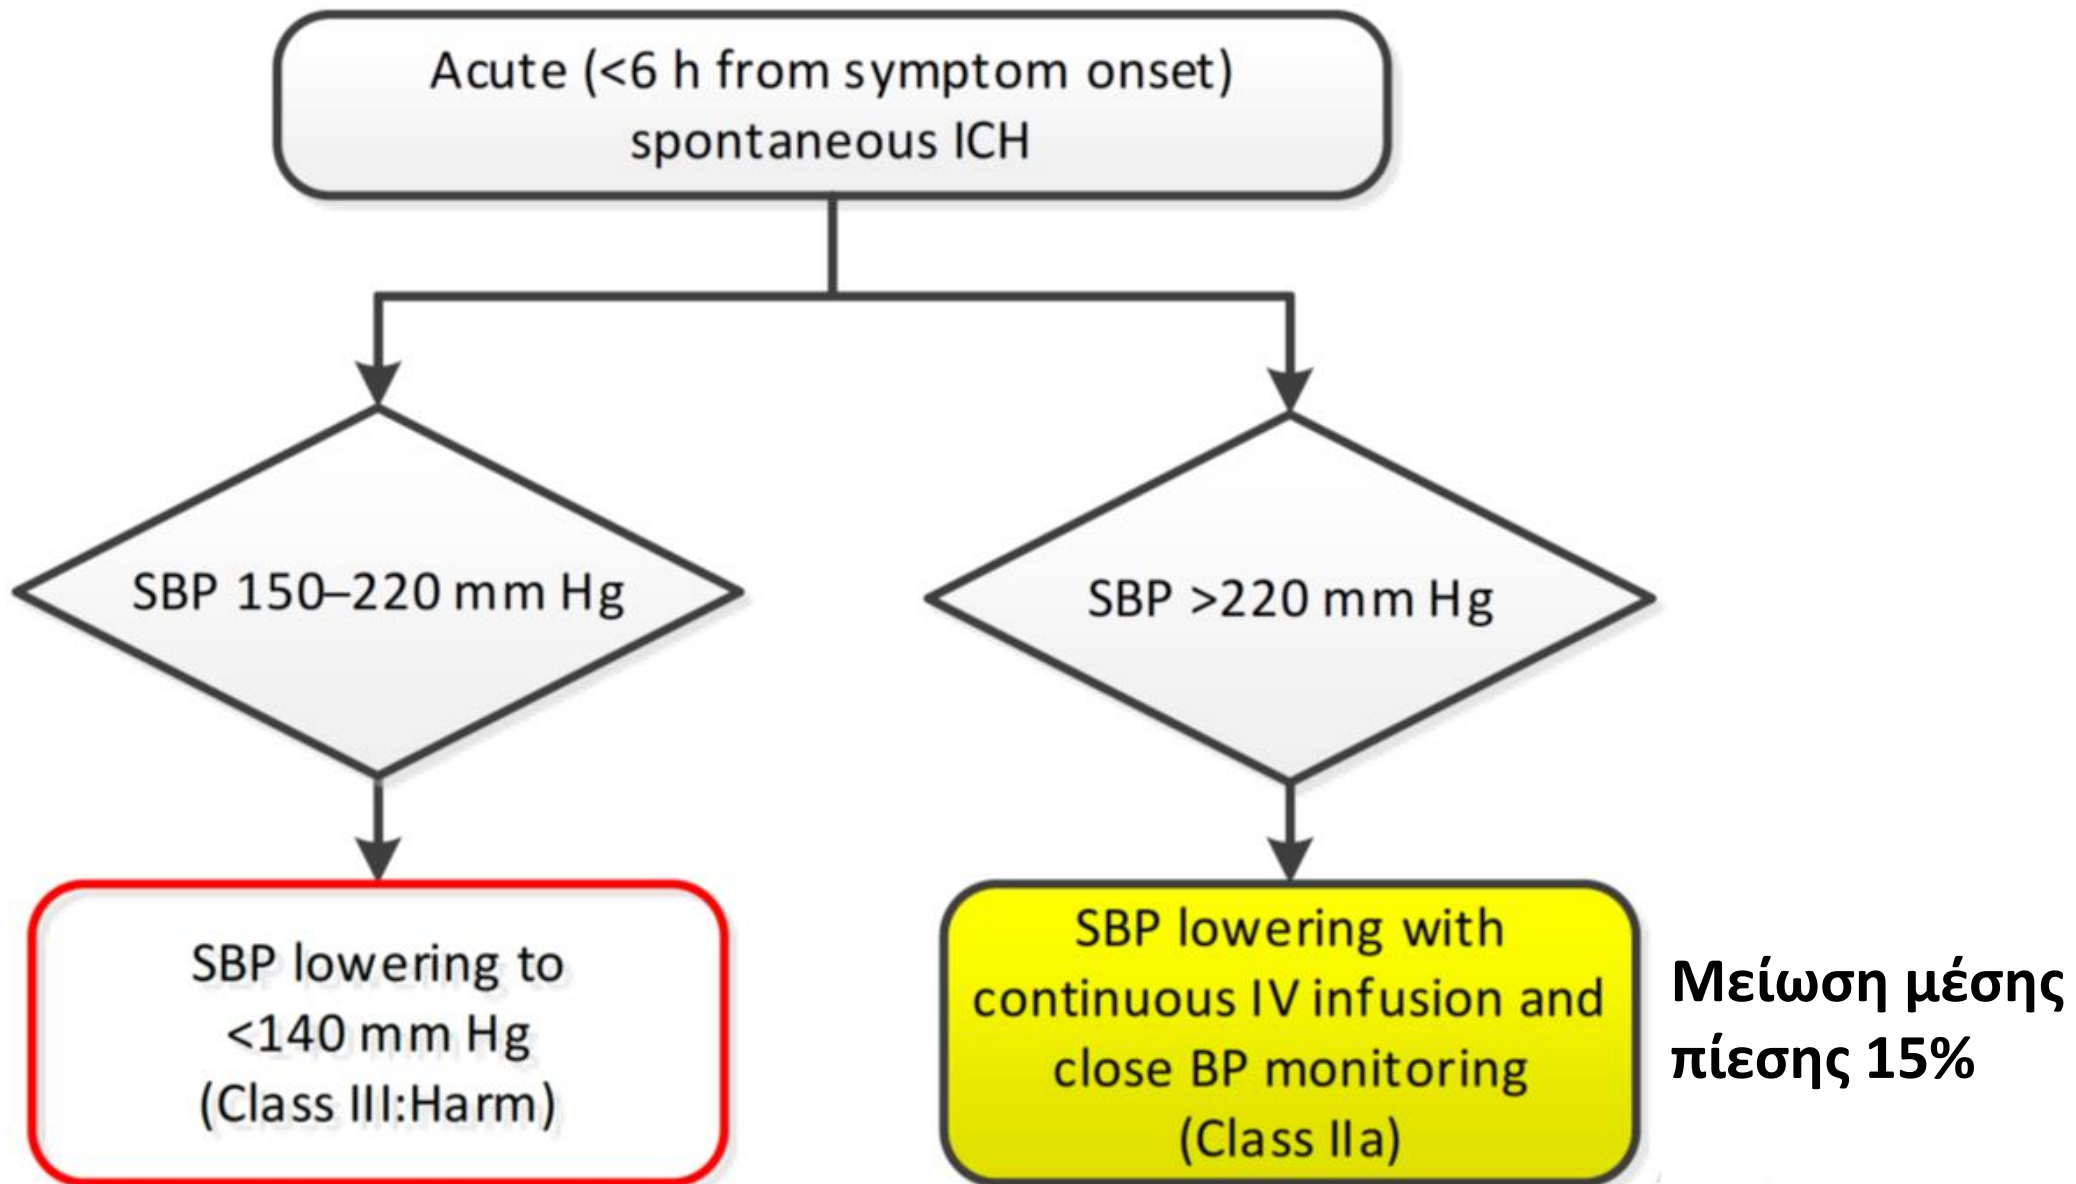 Acute (<6 h from symptom onset)
spontaneous ICH
SBP 150–220 mm Hg
SBP >220 mm Hg
SBP lowering to
<140 mm Hg
(Class III:Harm)
SBP lowering with
continuous IV infusion and
close BP monitoring
(Class IIa)
Μείωση μέσης
πίεσης 15%